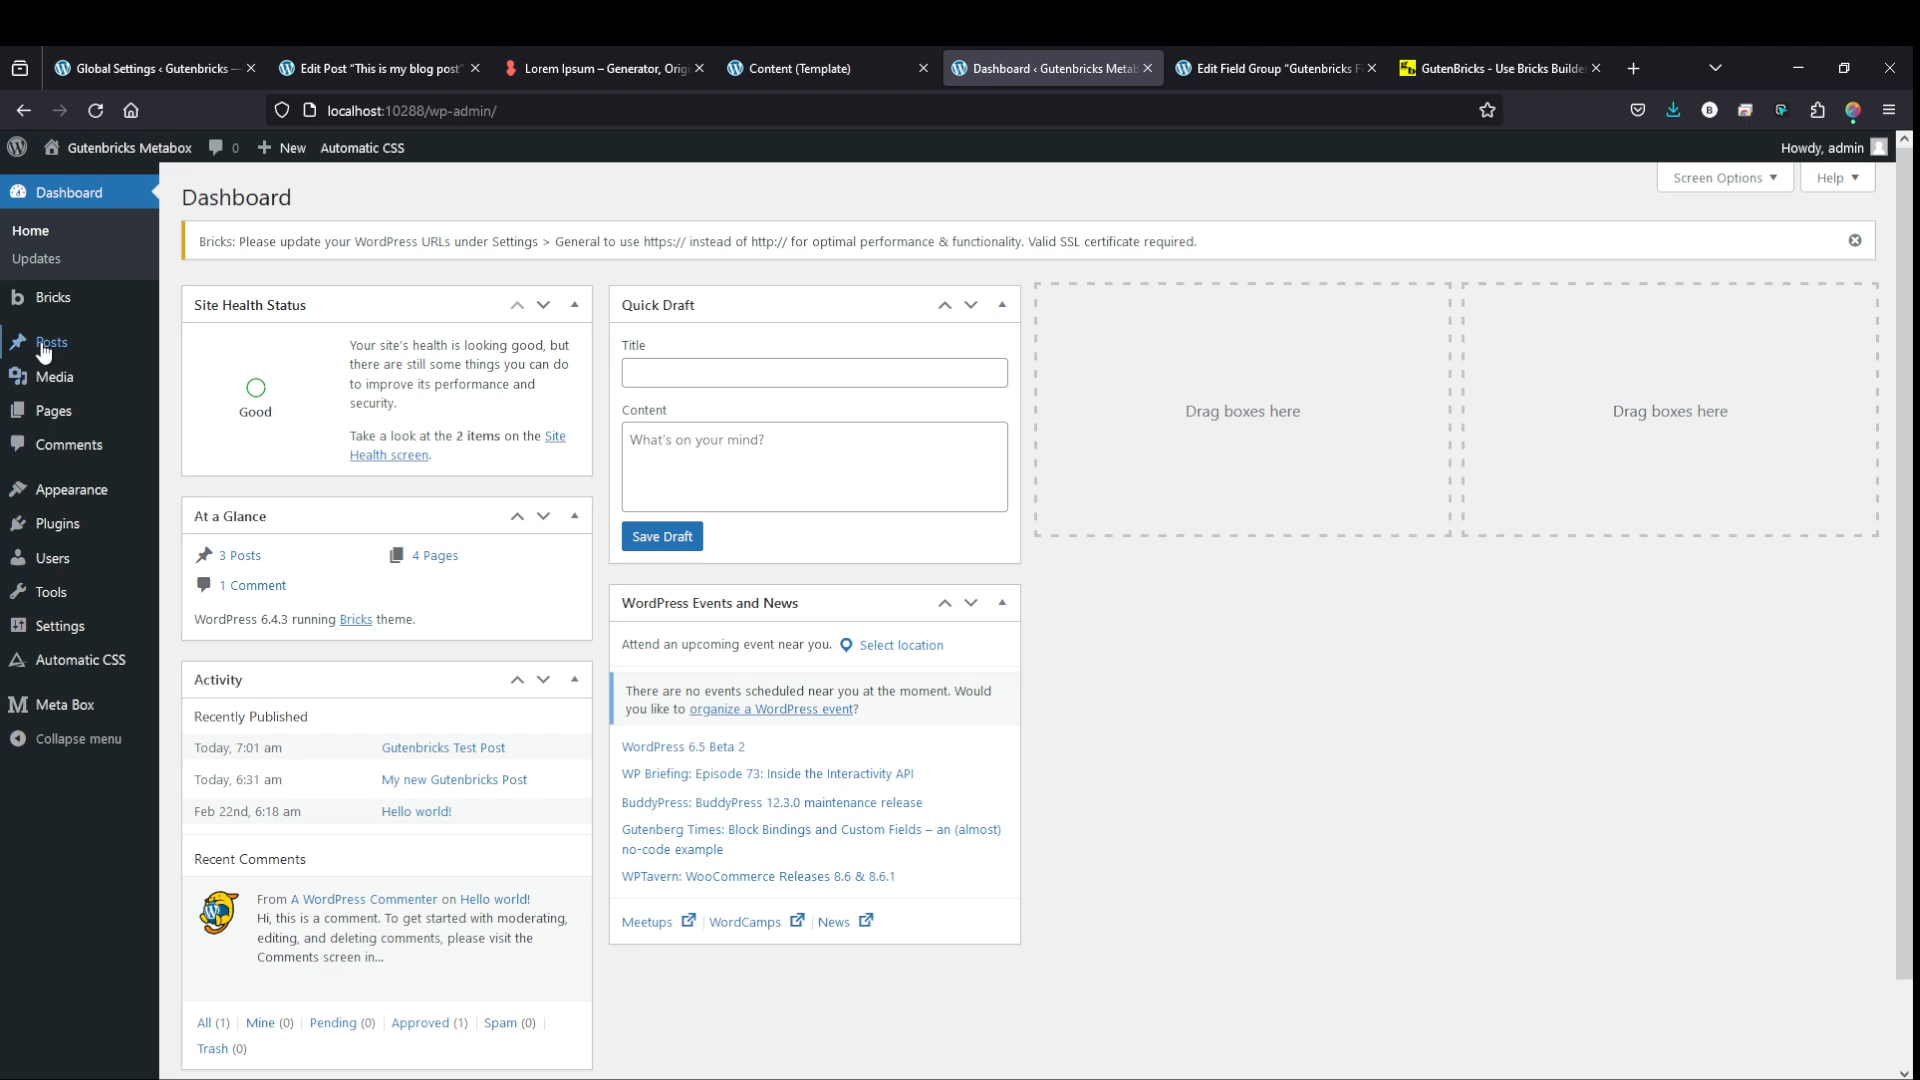 Global Settings ‹ Gutenbricks —
Edit Post "This is my blog post"
Lorem Ipsum – Generator, Orig
Content (Template)
Dashboard ‹ Gutenbricks Metab
Edit Field Group "Gutenbricks F
GutenBricks - Use Bricks Builde
localhost:10288/wp-admin/
Gutenbricks Metabox
0
New
Automatic CSS
Howdy, admin
Dashboard
Home
Updates
Bricks
Posts
Media
Pages
Comments
Appearance
Plugins
Users
Tools
Settings
Automatic CSS
Meta Box
Collapse menu
Dashboard
Screen Options
Help
Bricks: Please update your WordPress URLs under Settings > General to use https:// instead of http:// for optimal performance & functionality. Valid SSL certificate required.
Site Health Status
Good
Your site's health is looking good, but
there are still some things you can do
to improve its performance and
security.
Take a look at the 2 items on the Site
Health screen.
At a Glance
3 Posts
4 Pages
1 Comment
WordPress 6.4.3 running Bricks theme.
Activity
Recently Published
Today, 7:01 am
Gutenbricks Test Post
Today, 6:31 am
My new Gutenbricks Post
Feb 22nd, 6:18 am
Hello world!
Recent Comments
From A WordPress Commenter on Hello world!
Hi, this is a comment. To get started with moderating,
editing, and deleting comments, please visit the
Comments screen in...
All (1) | Mine (0) | Pending (0) | Approved (1) | Spam (0) |
Trash (0)
Quick Draft
Title
Content
What's on your mind?
Save Draft
WordPress Events and News
Attend an upcoming event near you.
Select location
There are no events scheduled near you at the moment. Would
you like to organize a WordPress event?
WordPress 6.5 Beta 2
WP Briefing: Episode 73: Inside the Interactivity API
BuddyPress: BuddyPress 12.3.0 maintenance release
Gutenberg Times: Block Bindings and Custom Fields – an (almost)
no-code example
WPTavern: WooCommerce Releases 8.6 & 8.6.1
Meetups | WordCamps | News
Drag boxes here
Drag boxes here